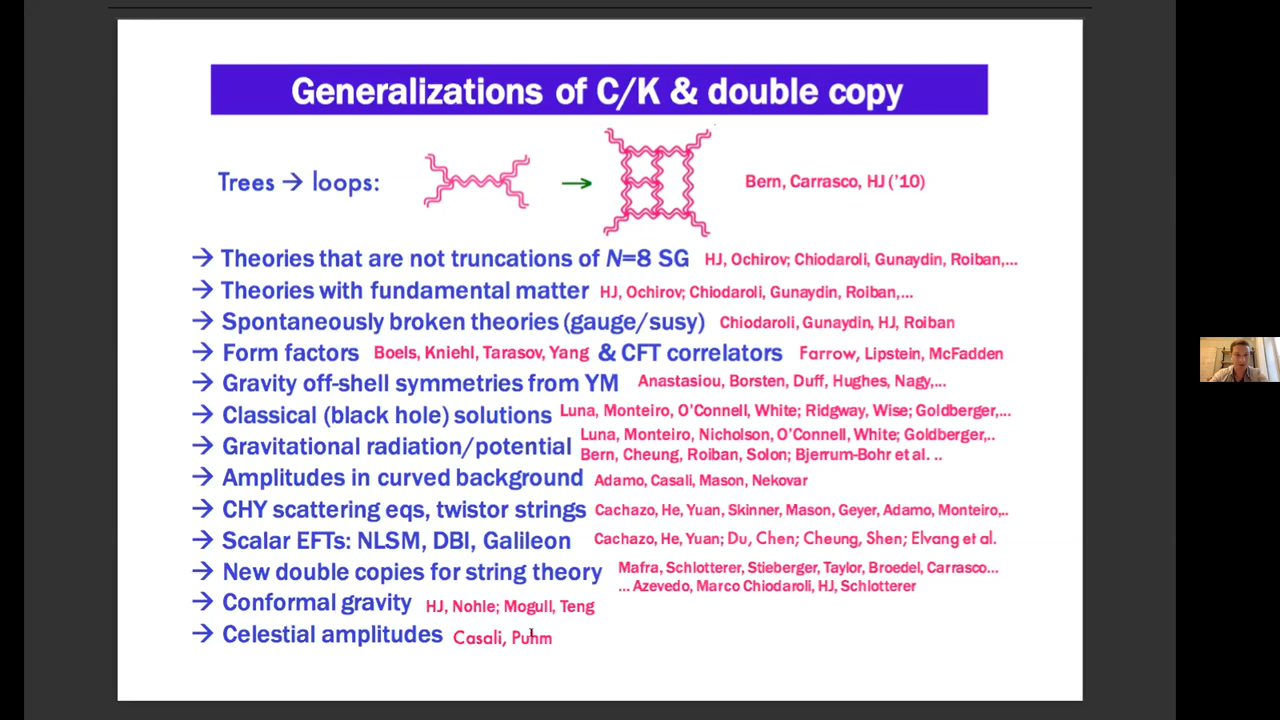 Generalizations of C/K & double copy
Trees → loops: → Bern, Carrasco, HJ ('10)
→ Theories that are not truncations of N=8 SG HJ, Ochirov; Chiodaroli, Gunaydin, Roiban,...
→ Theories with fundamental matter HJ, Ochirov; Chiodaroli, Gunaydin, Roiban,...
→ Spontaneously broken theories (gauge/susy) Chiodaroli, Gunaydin, HJ, Roiban
→ Form factors Boels, Kniehl, Tarasov, Yang & CFT correlators Farrow, Lipstein, McFadden
→ Gravity off-shell symmetries from YM Anastasiou, Borsten, Duff, Hughes, Nagy,...
→ Classical (black hole) solutions Luna, Monteiro, O'Connell, White; Ridgway, Wise; Goldberger,...
→ Gravitational radiation/potential Luna, Monteiro, Nicholson, O'Connell, White; Goldberger,..
Bern, Cheung, Roiban, Solon; Bjerrum-Bohr et al. ..
→ Amplitudes in curved background Adamo, Casali, Mason, Nekovar
→ CHY scattering eqs, twistor strings Cachazo, He, Yuan, Skinner, Mason, Geyer, Adamo, Monteiro,..
→ Scalar EFTs: NLSM, DBI, Galileon Cachazo, He, Yuan; Du, Chen; Cheung, Shen; Elvang et al.
→ New double copies for string theory Mafra, Schlotterer, Stieberger, Taylor, Broedel, Carrasco...
... Azevedo, Marco Chiodaroli, HJ, Schlotterer
→ Conformal gravity HJ, Nohle; Mogull, Teng
→ Celestial amplitudes Casali, Puhm